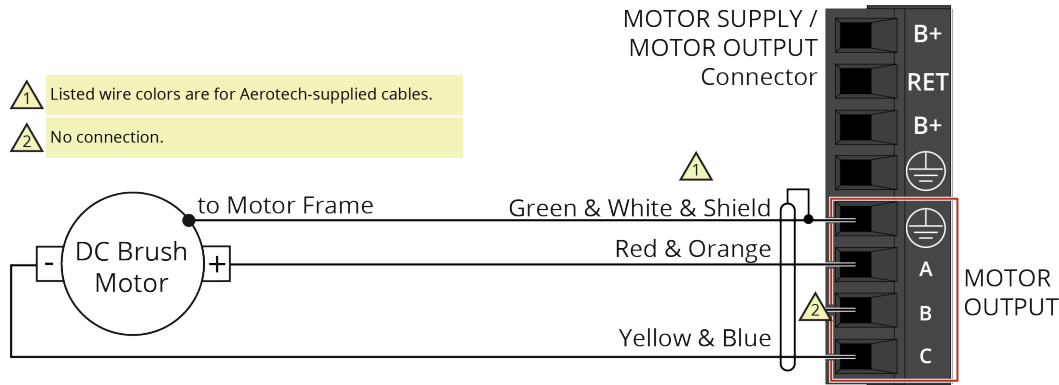 MOTOR SUPPLY /
MOTOR OUTPUT
Connector
B+
RET
B+
1 Listed wire colors are for Aerotech-supplied cables.
2 No connection.
1
to Motor Frame
Green & White & Shield
Red & Orange
DC Brush
Motor
-
+
2
Yellow & Blue
A
B
C
MOTOR
OUTPUT